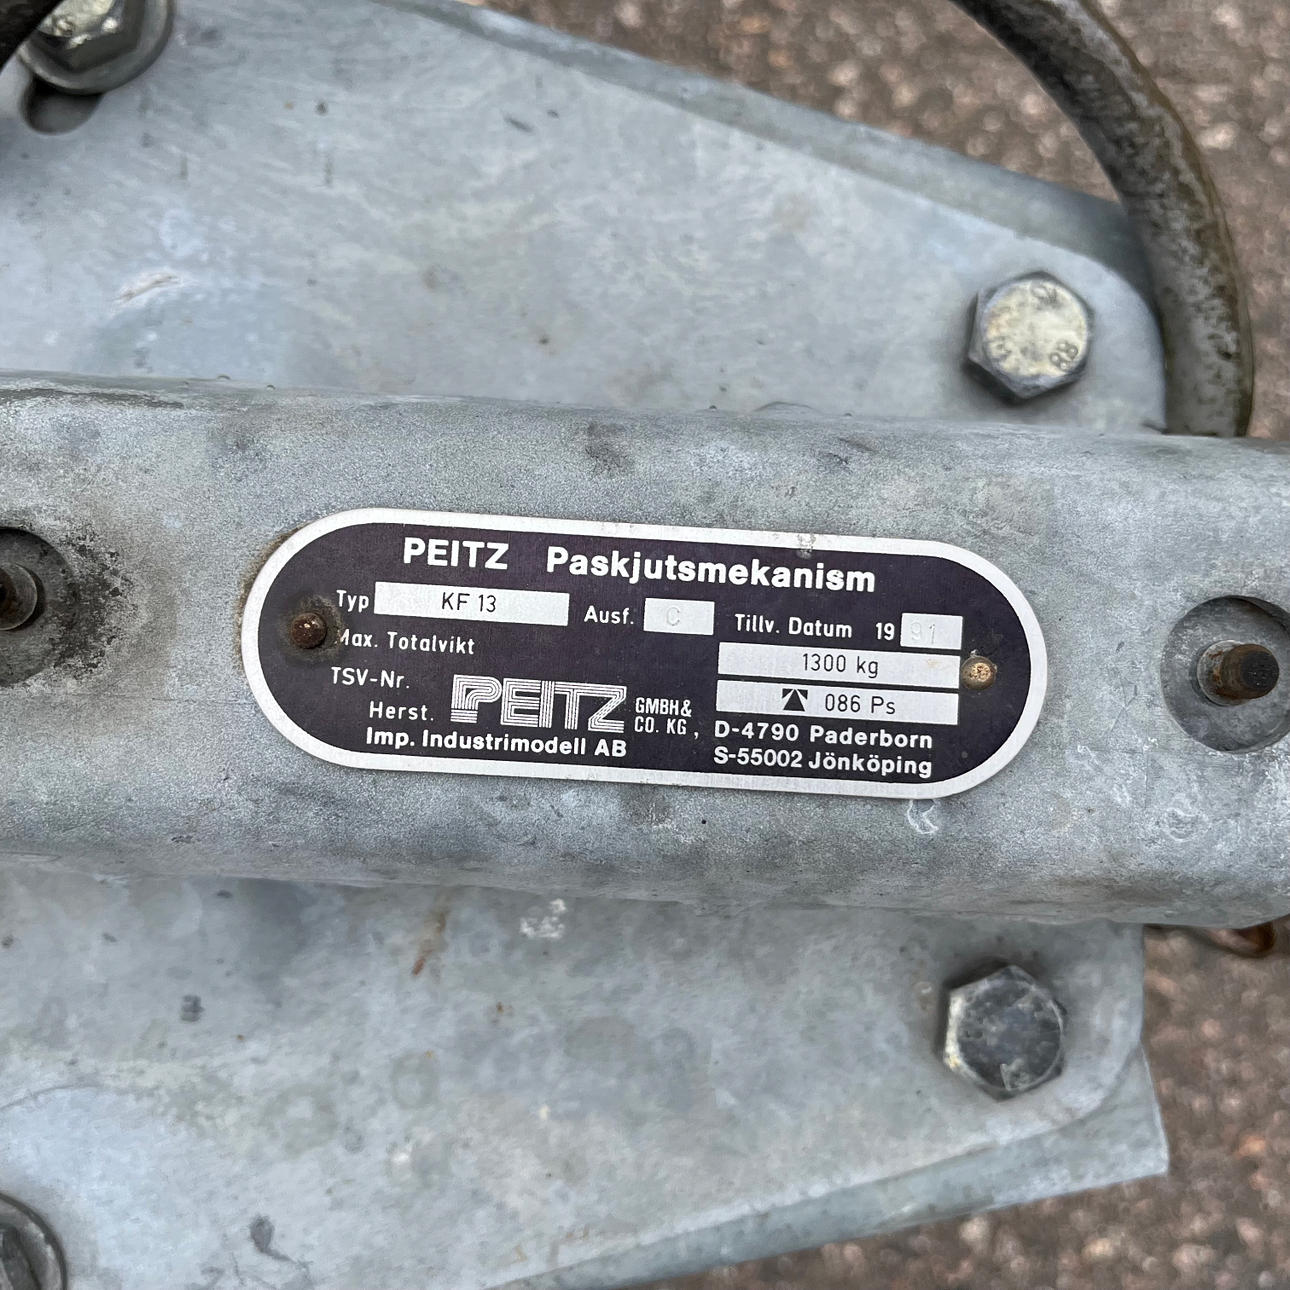 PEITZ Paskjutsmekanism
Typ KF 13 Ausf. C Tillv. Datum 19 91
Max. Totalvikt 1300 kg
TSV-Nr. 086 Ps
Herst. PEITZ GMBH & CO. KG, D-4790 Paderborn
Imp. Industrimodell AB S-55002 Jönköping